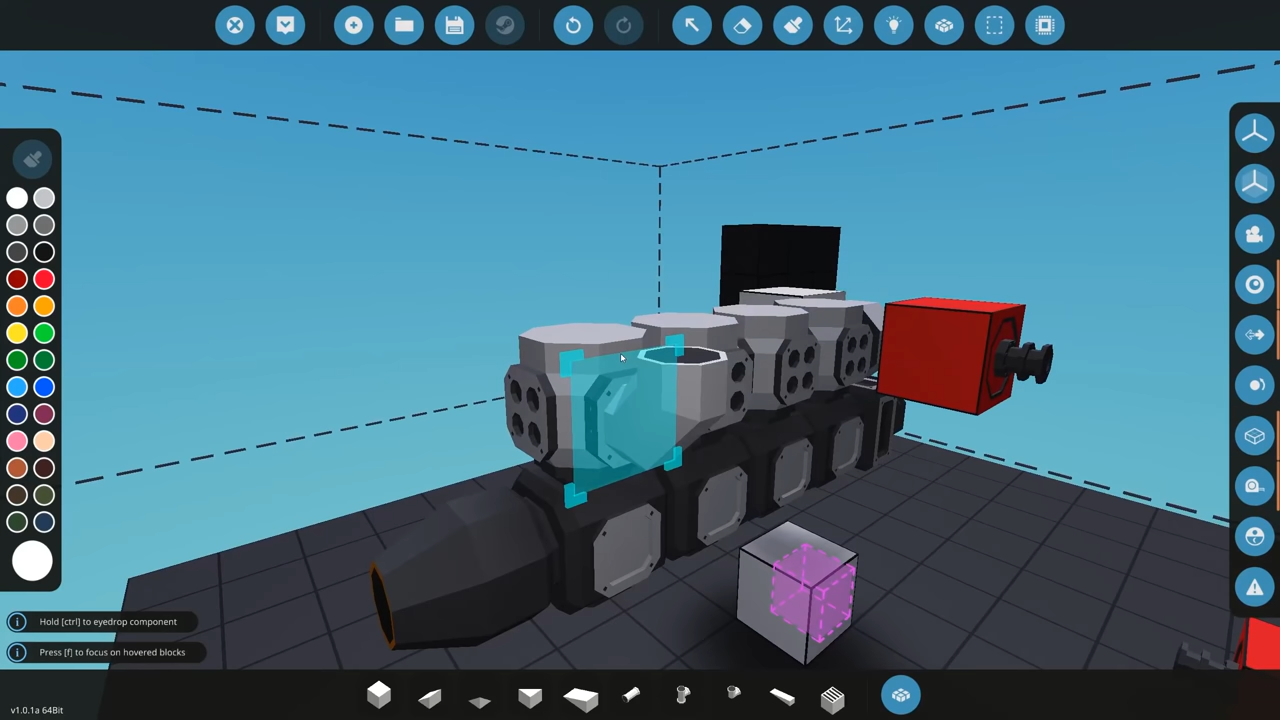 Hold [ctrl] to eyedrop component
Press [f] to focus on hovered blocks
v1.0.1a 64Bit